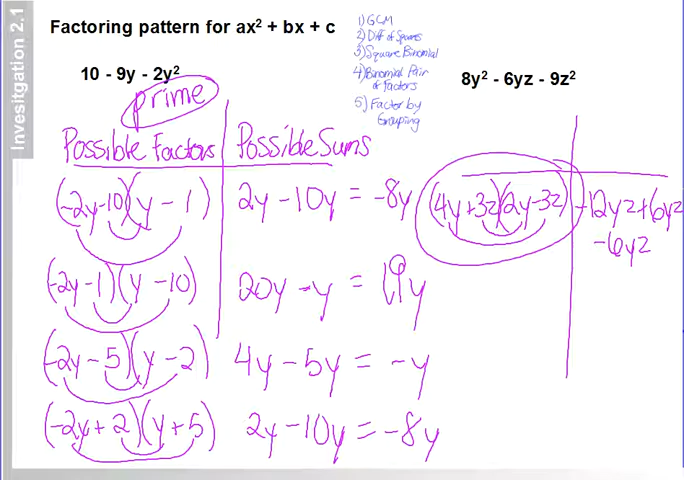 Invesitgation 2.1
Factoring pattern for ax² + bx + c
1) GCM
2) Diff of Squares
3) Square Binomial
4) Binomial Pair
of Factors
5) Factor by
Grouping
10 - 9y - 2y²
prime
Possible Factors | Possible Sums
(-2y-10)(y-1) 2y-10y = -8y
(-2y-1)(y-10) 20y-y = 19y
(-2y-5)(y-2) 4y-5y = -y
(-2y+2)(y+5) 2y-10y = -8y
8y² - 6yz - 9z²
(4y+3z)(2y-3z) -12yz+6yz
-6yz